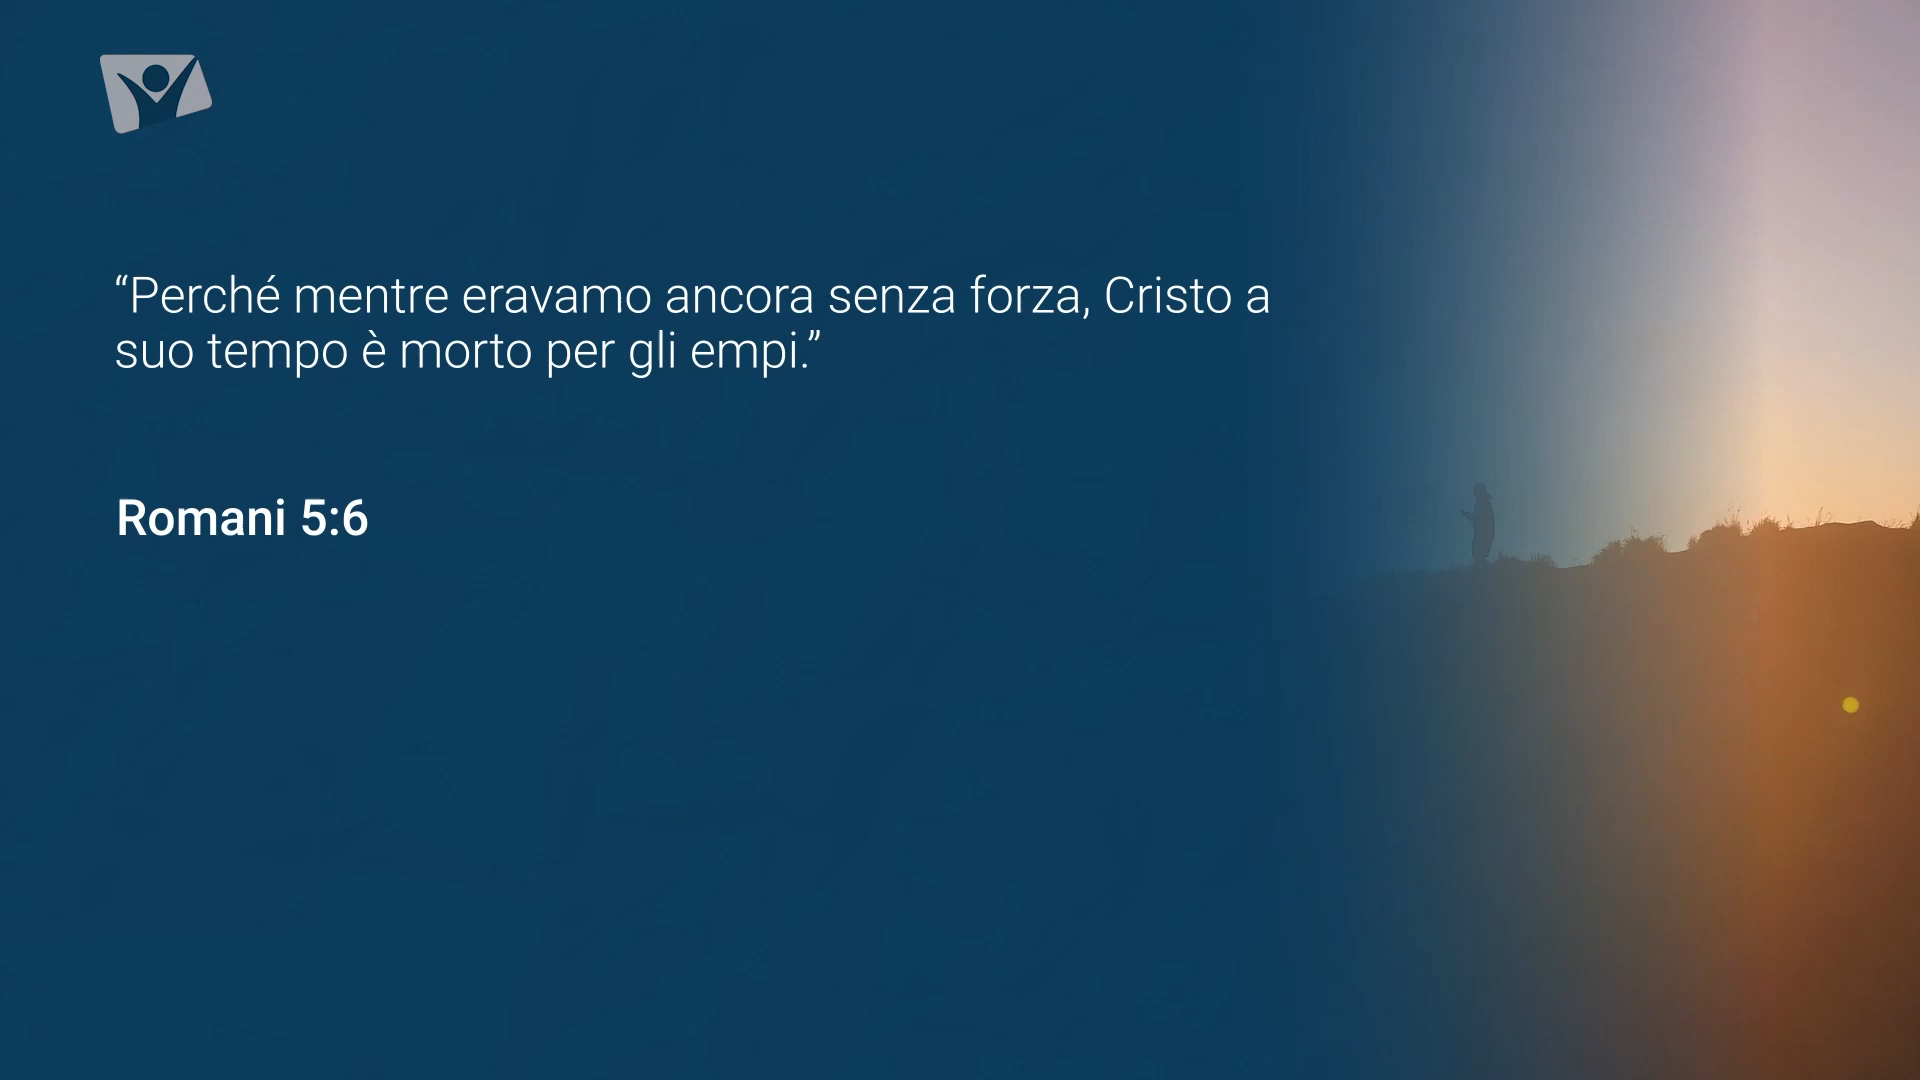 “Perché mentre eravamo ancora senza forza, Cristo a
suo tempo è morto per gli empi.”
Romani 5:6